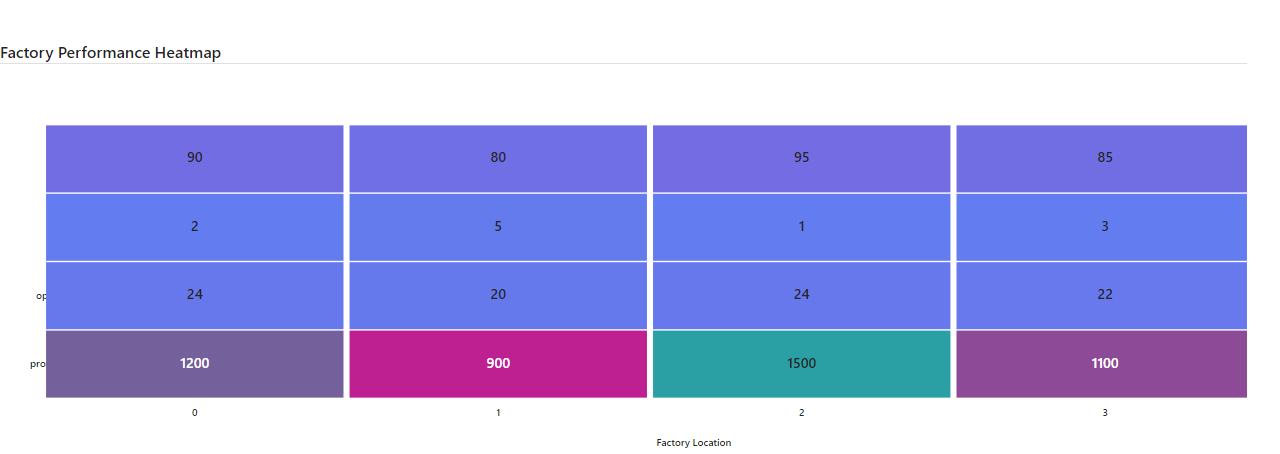 Factory Performance Heatmap
90 80 95 85
2 5 1 3
op 24 20 24 22
pro 1200 900 1500 1100
0 1 2 3
Factory Location